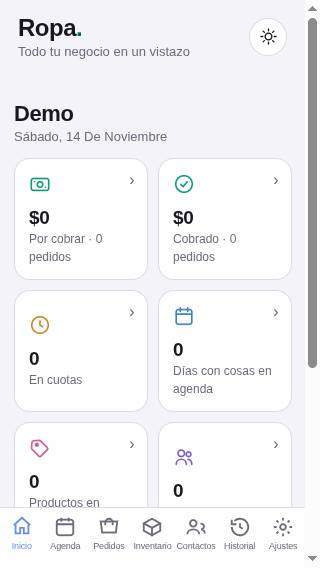 Ropa.
Todo tu negocio en un vistazo
Demo
Sábado, 14 De Noviembre
$0
Por cobrar · 0
pedidos
$0
Cobrado · 0
pedidos
0
En cuotas
0
Días con cosas en
agenda
0
Productos en
0
Inicio
Agenda
Pedidos
Inventario
Contactos
Historial
Ajustes